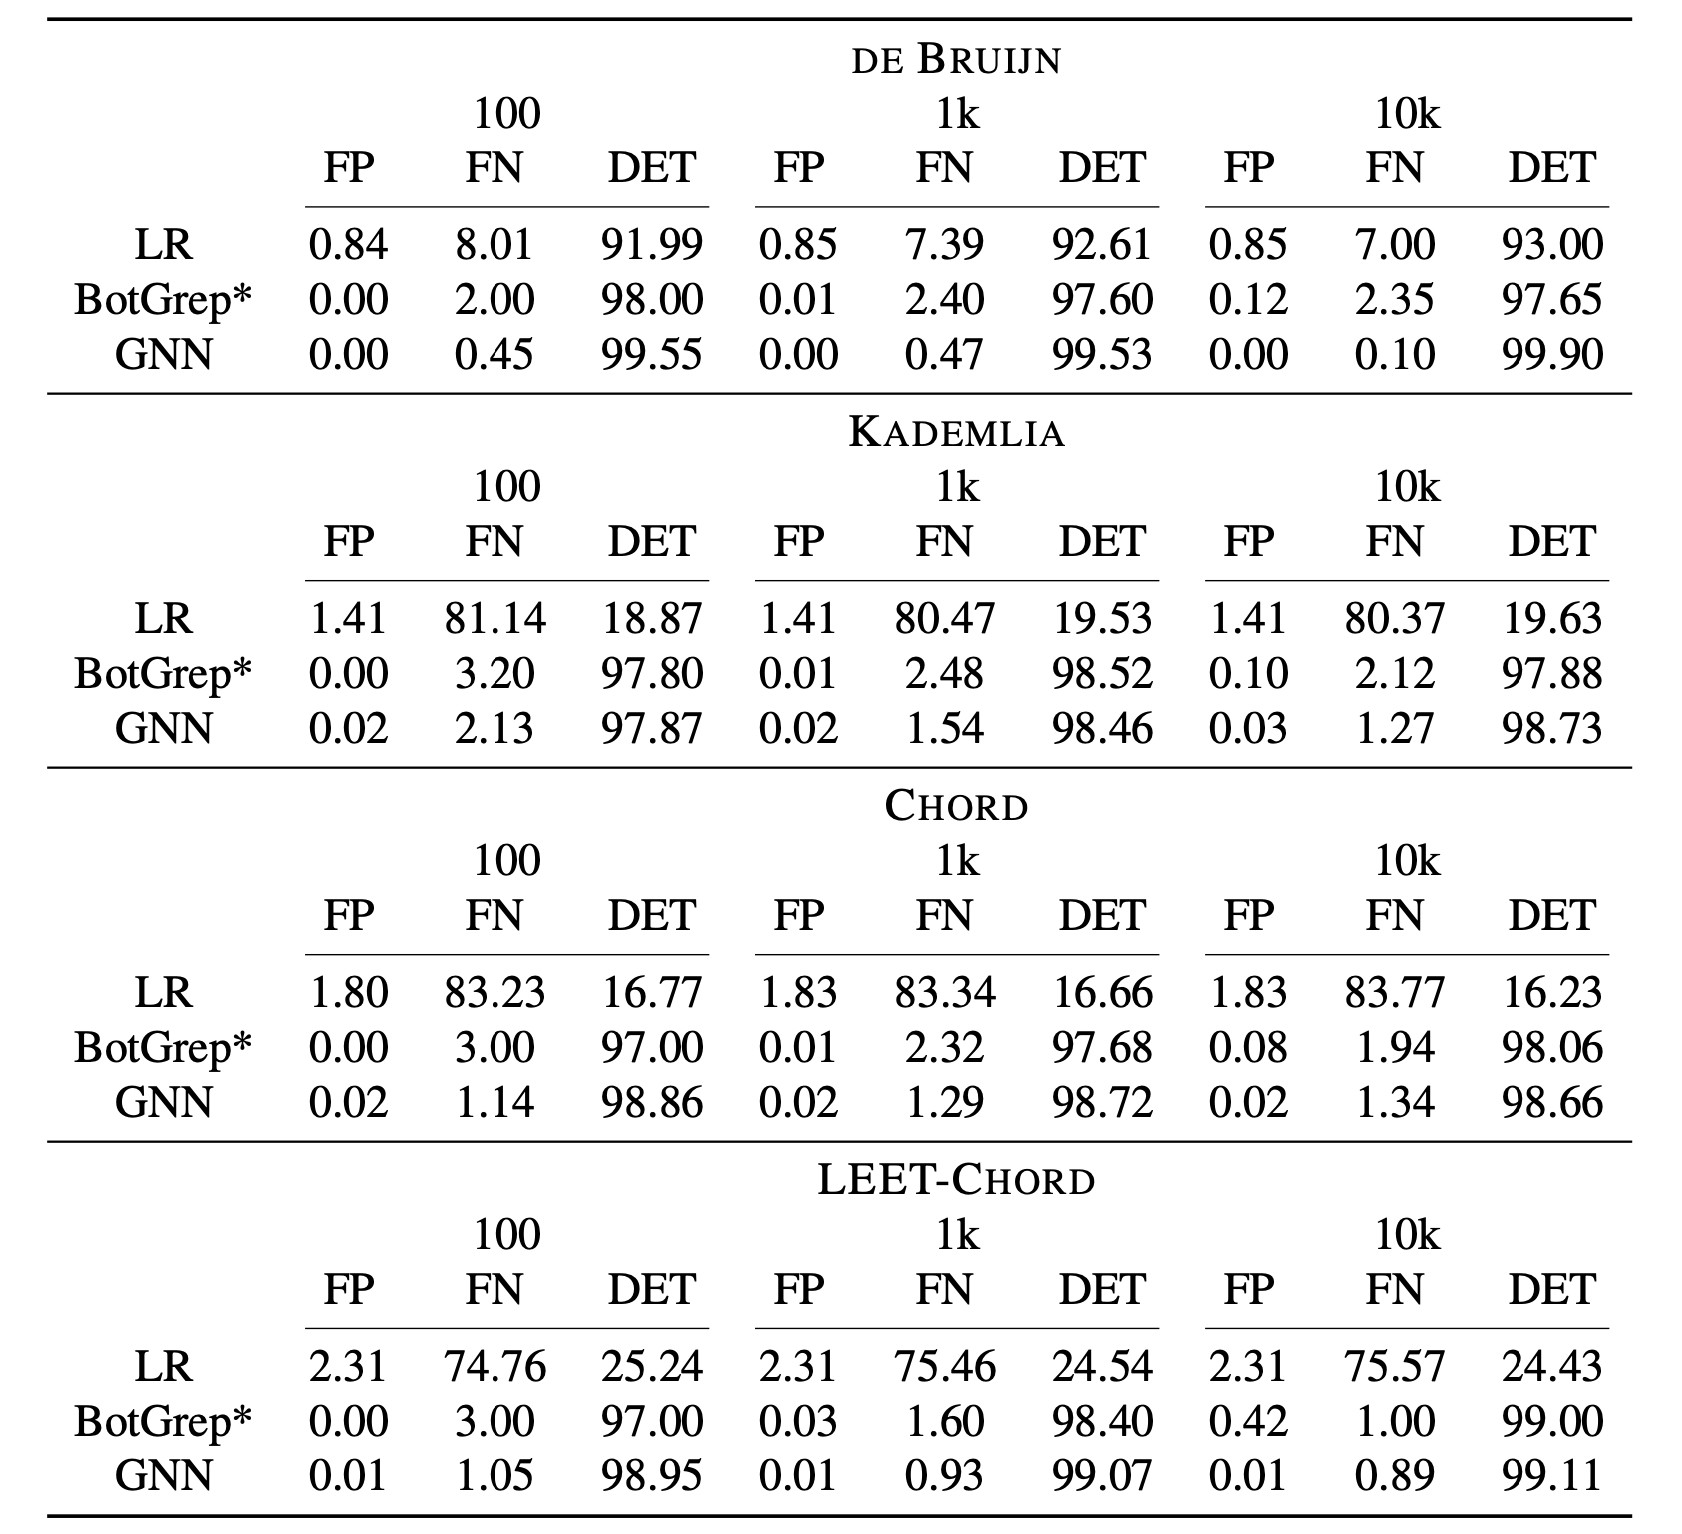 DE BRUIJN
100 1k 10k
FP FN DET FP FN DET FP FN DET
LR 0.84 8.01 91.99 0.85 7.39 92.61 0.85 7.00 93.00
BotGrep* 0.00 2.00 98.00 0.01 2.40 97.60 0.12 2.35 97.65
GNN 0.00 0.45 99.55 0.00 0.47 99.53 0.00 0.10 99.90
KADEMLIA
100 1k 10k
FP FN DET FP FN DET FP FN DET
LR 1.41 81.14 18.87 1.41 80.47 19.53 1.41 80.37 19.63
BotGrep* 0.00 3.20 97.80 0.01 2.48 98.52 0.10 2.12 97.88
GNN 0.02 2.13 97.87 0.02 1.54 98.46 0.03 1.27 98.73
CHORD
100 1k 10k
FP FN DET FP FN DET FP FN DET
LR 1.80 83.23 16.77 1.83 83.34 16.66 1.83 83.77 16.23
BotGrep* 0.00 3.00 97.00 0.01 2.32 97.68 0.08 1.94 98.06
GNN 0.02 1.14 98.86 0.02 1.29 98.72 0.02 1.34 98.66
LEET-CHORD
100 1k 10k
FP FN DET FP FN DET FP FN DET
LR 2.31 74.76 25.24 2.31 75.46 24.54 2.31 75.57 24.43
BotGrep* 0.00 3.00 97.00 0.03 1.60 98.40 0.42 1.00 99.00
GNN 0.01 1.05 98.95 0.01 0.93 99.07 0.01 0.89 99.11